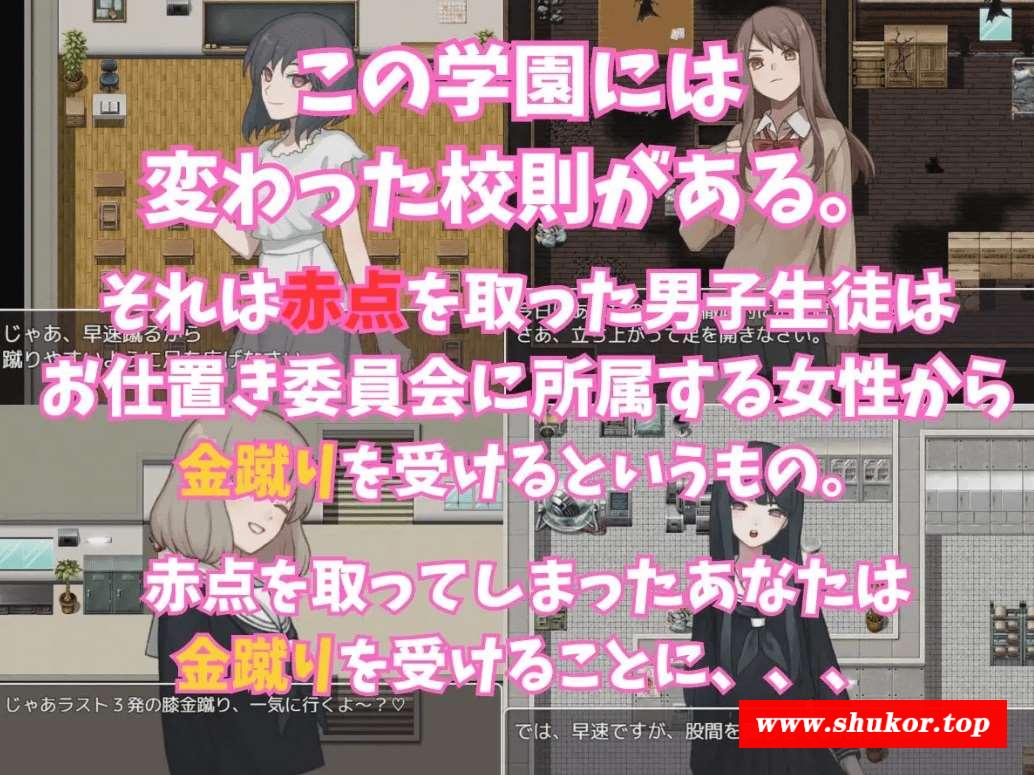 この学園には
変わった校則がある。
それは赤点を取った男子生徒は
お仕置き委員会に所属する女性から
金蹴りを受けるというもの。
赤点を取ってしまったあなたは
金蹴りを受けることに、、、
じゃあ、早速蹴るから
さあ、立ち上がって足を開きなさい。
じゃあラスト３発の膝金蹴り、一気に行くよ～？♡
では、早速ですが、股間を
www.shukor.top